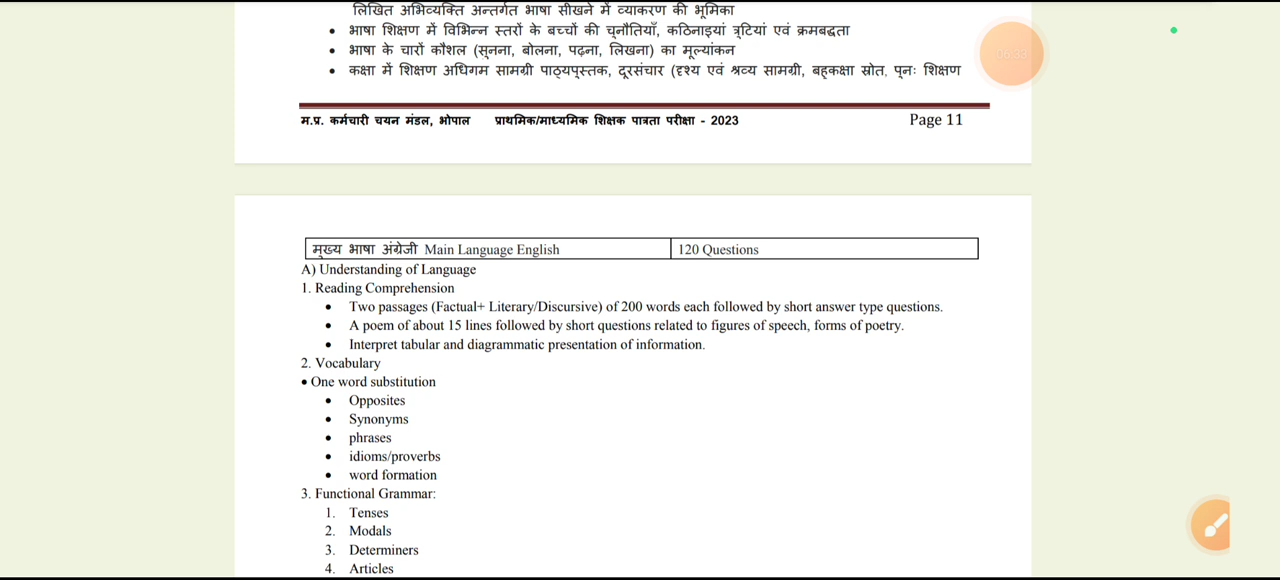 लिखित अभिव्यक्ति अन्तर्गत भाषा सीखने में व्याकरण की भूमिका
• भाषा शिक्षण में विभिन्न स्तरों के बच्चों की चुनौतियाँ, कठिनाइयां त्रुटियां एवं क्रमबद्धता
• भाषा के चारों कौशल (सुनना, बोलना, पढ़ना, लिखना) का मूल्यांकन
• कक्षा में शिक्षण अधिगम सामग्री पाठ्यपुस्तक, दूरसंचार (दृश्य एवं श्रव्य सामग्री, बहुकक्षा स्रोत, पुनः शिक्षण
म.प्र. कर्मचारी चयन मंडल, भोपाल प्राथमिक/माध्यमिक शिक्षक पात्रता परीक्षा - 2023 Page 11
मुख्य भाषा अंग्रेजी Main Language English 120 Questions
A) Understanding of Language
1. Reading Comprehension
• Two passages (Factual+ Literary/Discursive) of 200 words each followed by short answer type questions.
• A poem of about 15 lines followed by short questions related to figures of speech, forms of poetry.
• Interpret tabular and diagrammatic presentation of information.
2. Vocabulary
• One word substitution
• Opposites
• Synonyms
• phrases
• idioms/proverbs
• word formation
3. Functional Grammar:
1. Tenses
2. Modals
3. Determiners
4. Articles